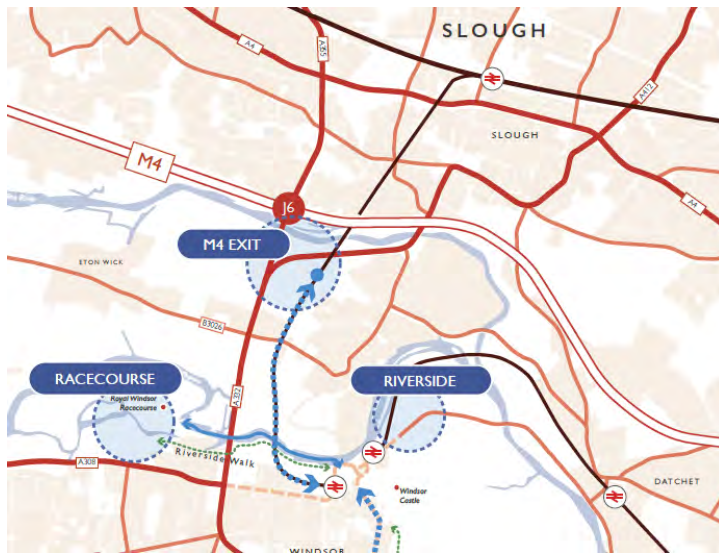 SLOUGH
A4
A355
A412
SLOUGH
M4
J6
A4
M4 EXIT
ETON WICK
B3026
RACECOURSE
RIVERSIDE
Royal Windsor
Racecourse
A332
Riverside Walk
A308
Windsor
Castle
DATCHET
WINDSOR